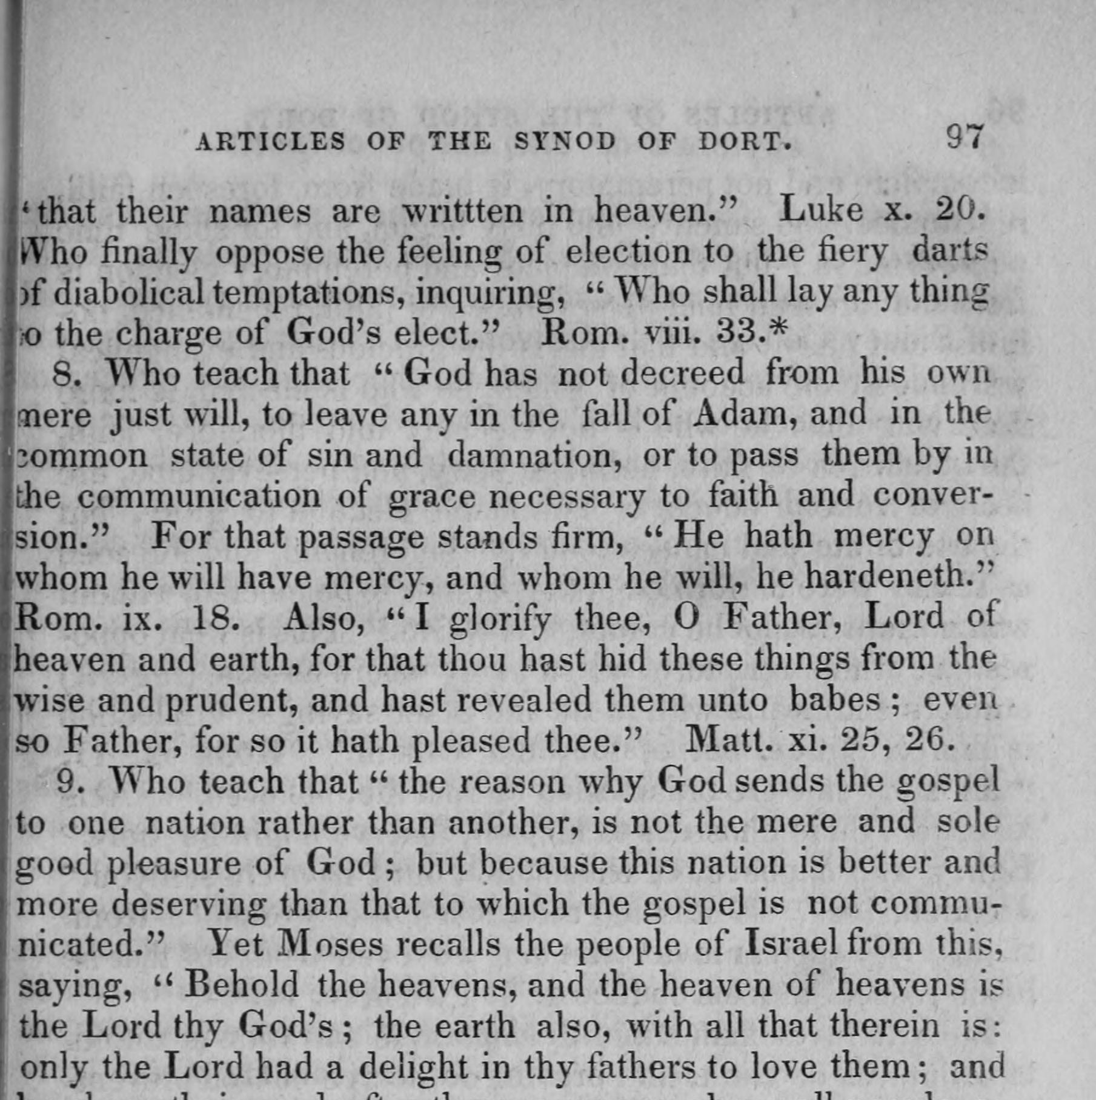 ARTICLES OF THE SYNOD OF DORT. 97
‘that their names are writtten in heaven.” Luke x. 20.
Who finally oppose the feeling of election to the fiery darts
of diabolical temptations, inquiring, “ Who shall lay any thing
to the charge of God's elect.” Rom. viii. 33.*
8. Who teach that “ God has not decreed from his own
mere just will, to leave any in the fall of Adam, and in the
common state of sin and damnation, or to pass them by in
the communication of grace necessary to faith and conver-
sion.” For that passage stands firm, “ He hath mercy on
whom he will have mercy, and whom he will, he hardeneth.”
Rom. ix. 18. Also, “ I glorify thee, O Father, Lord of
heaven and earth, for that thou hast hid these things from the
wise and prudent, and hast revealed them unto babes ; even
so Father, for so it hath pleased thee.” Matt. xi. 25, 26.
9. Who teach that “ the reason why God sends the gospel
to one nation rather than another, is not the mere and sole
good pleasure of God ; but because this nation is better and
more deserving than that to which the gospel is not commu-
nicated.” Yet Moses recalls the people of Israel from this,
saying, “ Behold the heavens, and the heaven of heavens is
the Lord thy God's ; the earth also, with all that therein is:
only the Lord had a delight in thy fathers to love them ; and